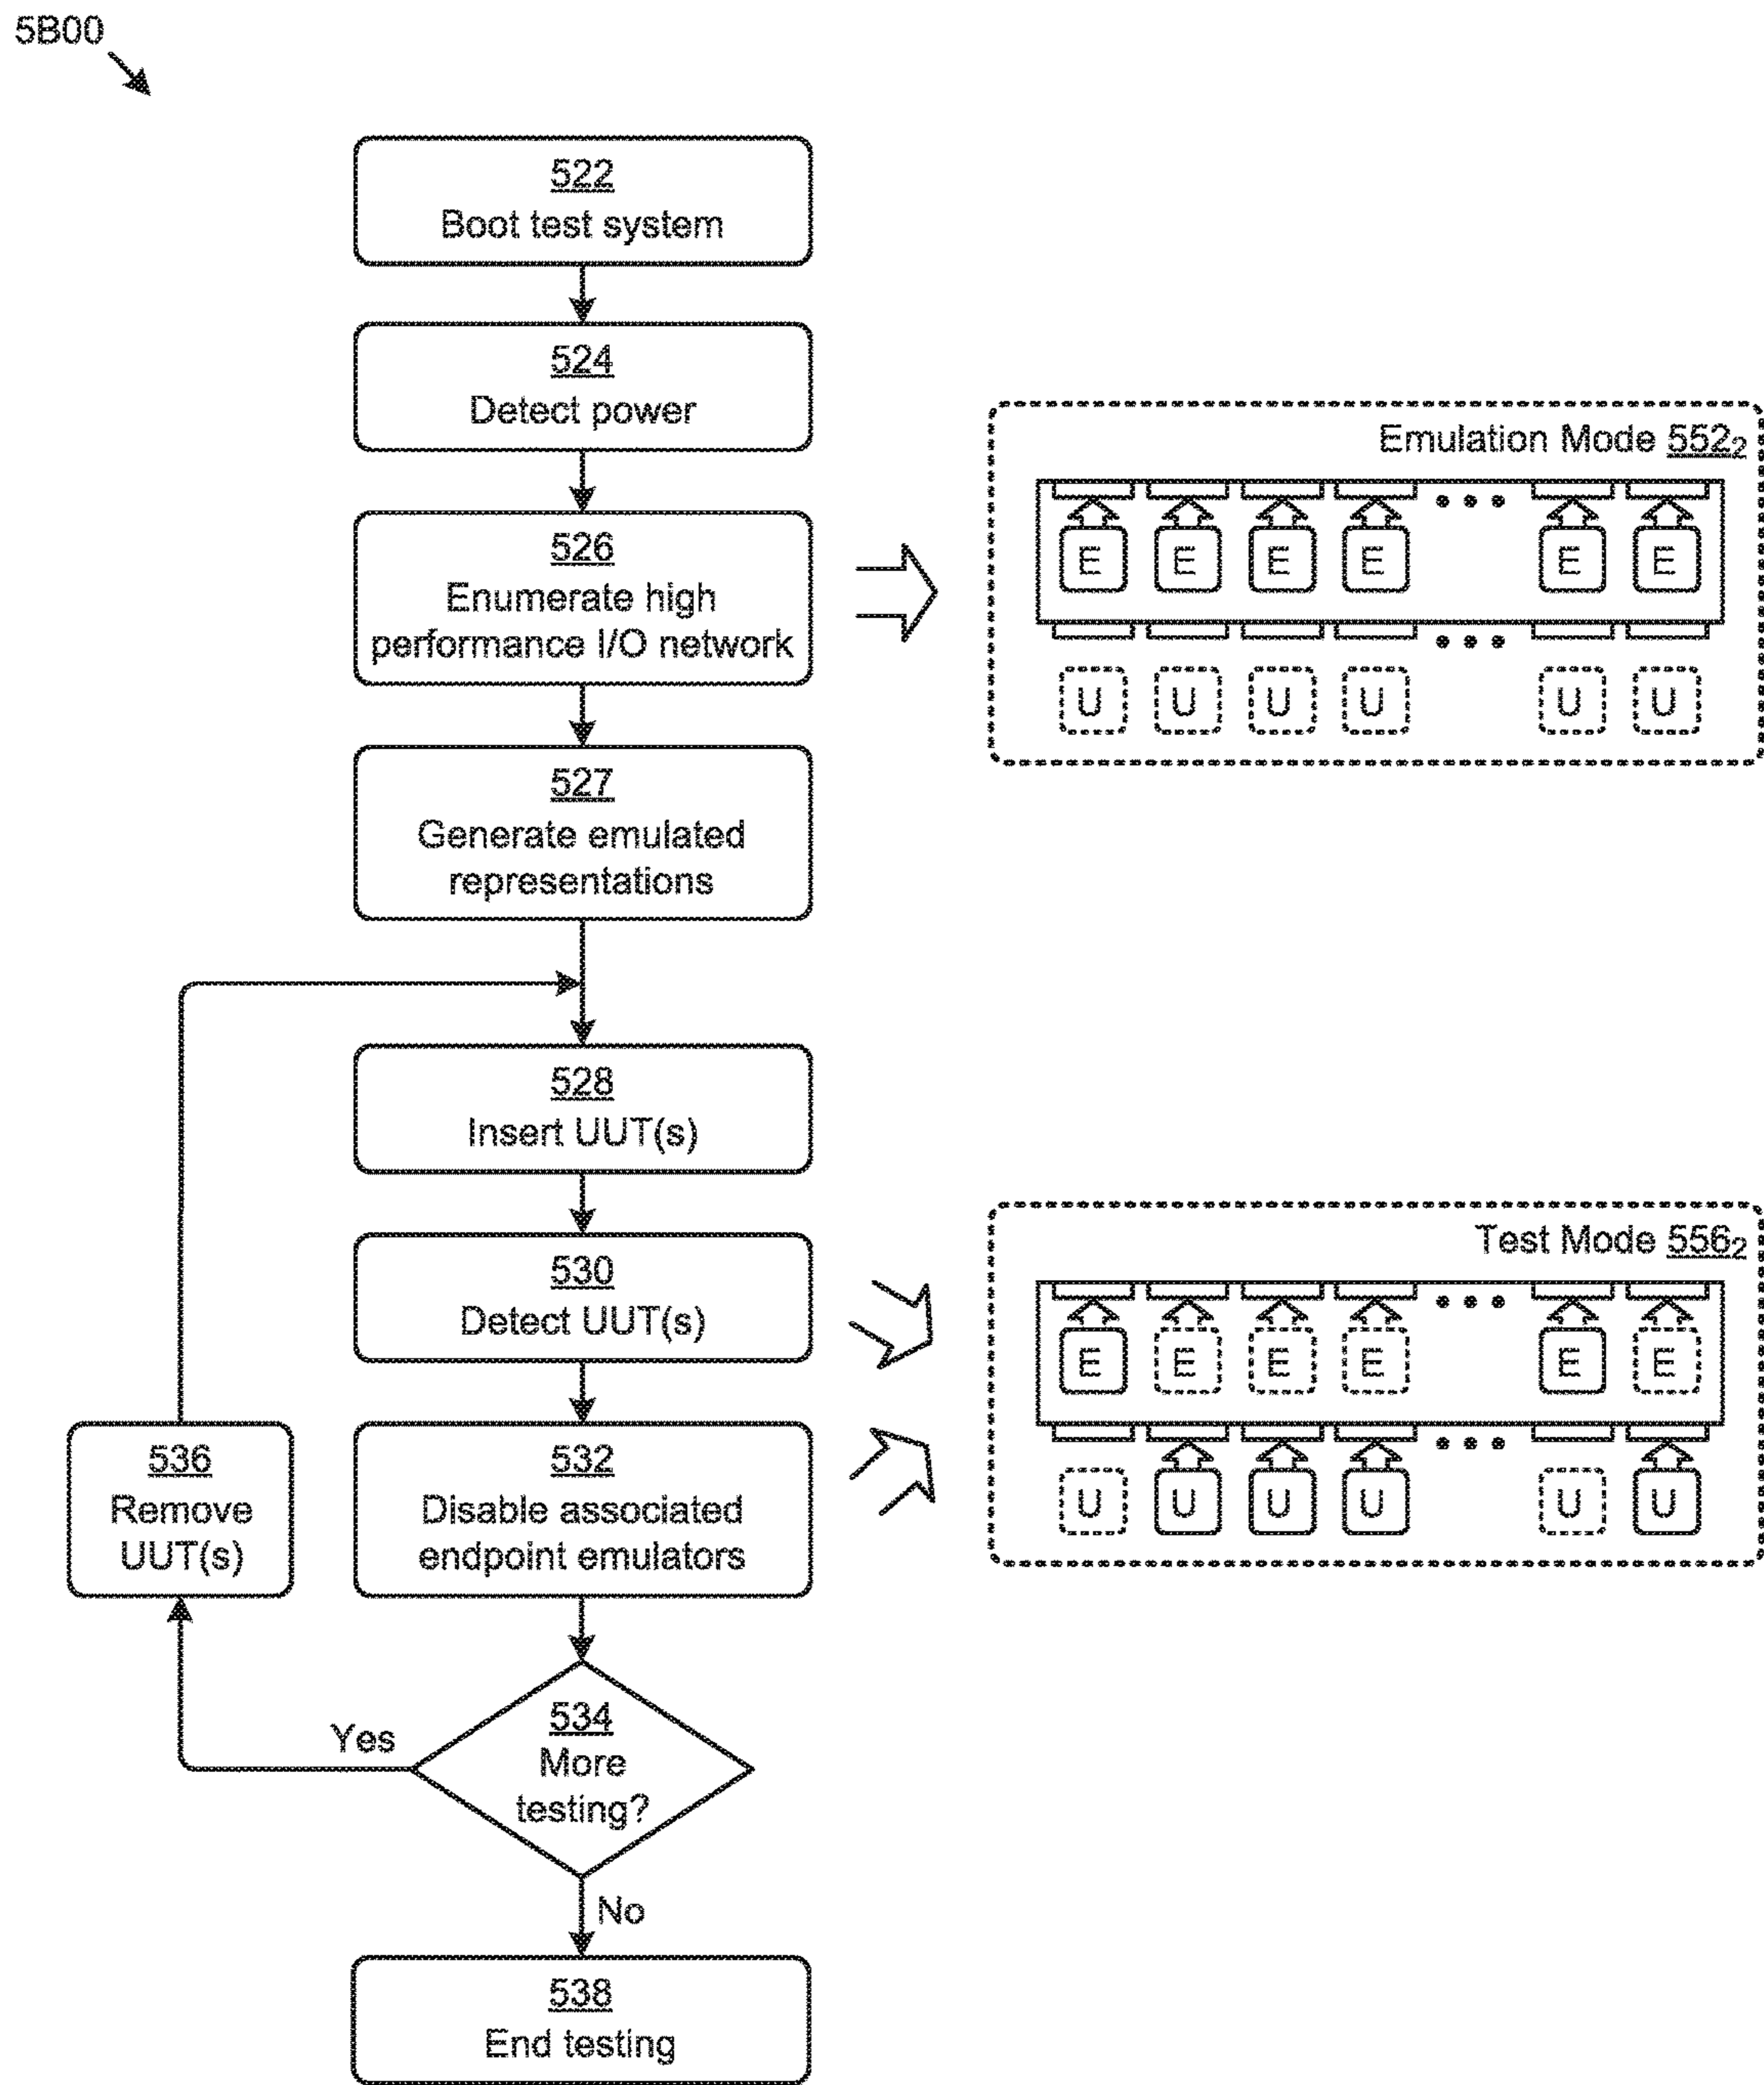 5B00
522
Boot test system
524
Detect power
526
Enumerate high
performance I/O network
Emulation Mode 552₂
E E E E ••• E E
•••
U U U U U U
527
Generate emulated
representations
528
Insert UUT(s)
530
Detect UUT(s)
Test Mode 556₂
E E E E ••• E E
•••
U U U U U U
536
Remove
UUT(s)
532
Disable associated
endpoint emulators
534
More
testing?
Yes
No
538
End testing